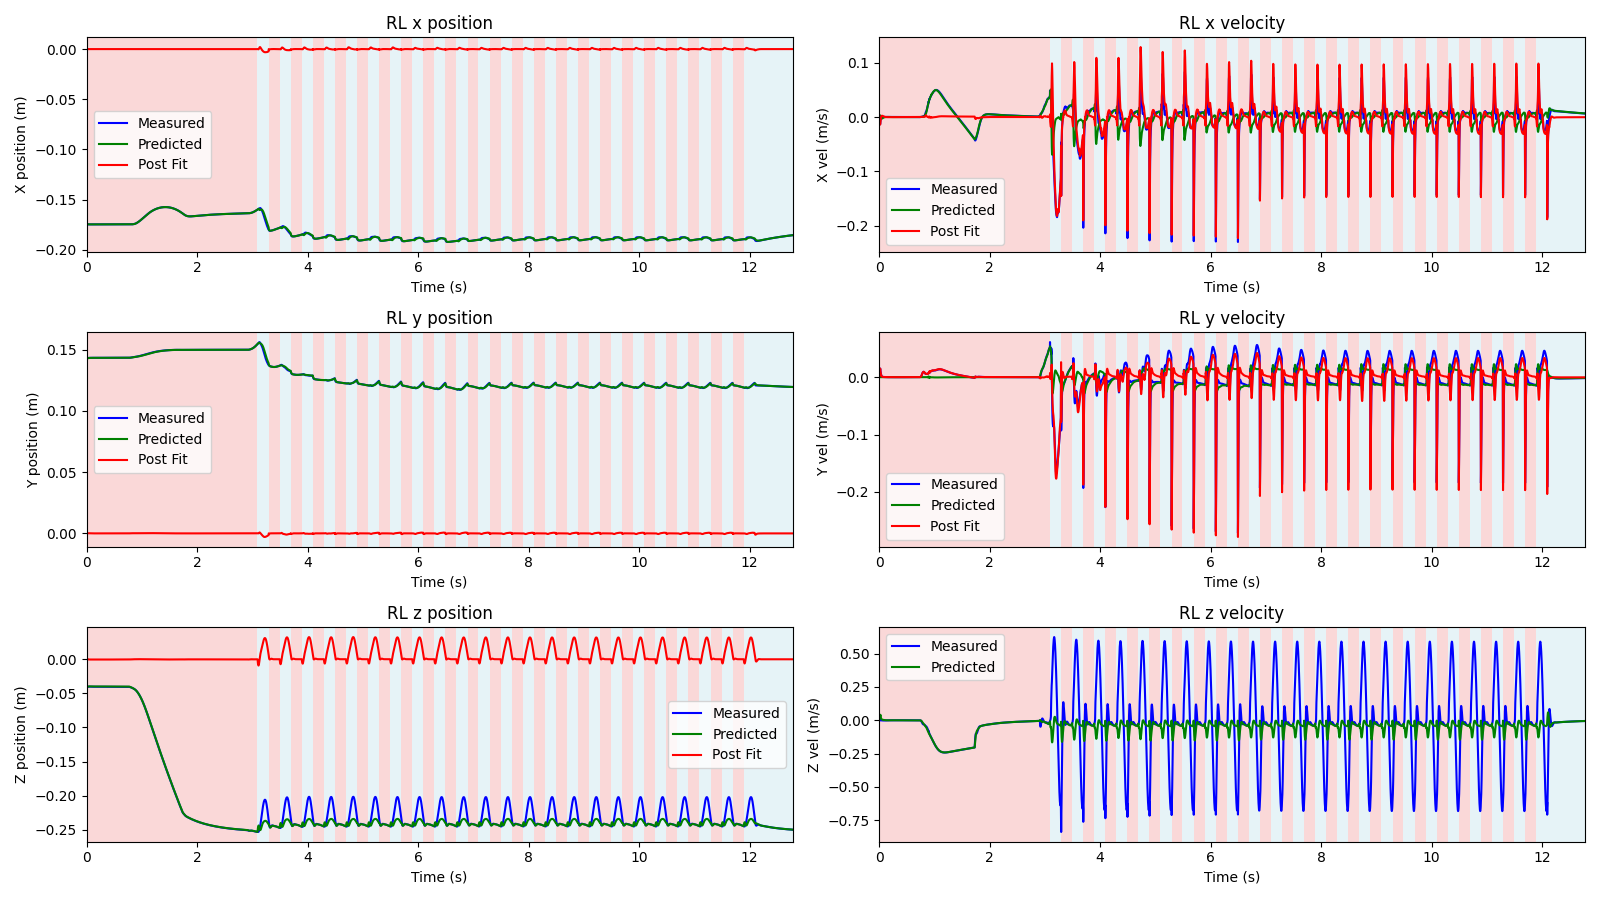 RL x position
X position (m)
0.00
−0.05
−0.10
−0.15
−0.20
Measured
Predicted
Post Fit
0 2 4 6 8 10 12
Time (s)
RL x velocity
X vel (m/s)
0.1
0.0
−0.1
−0.2
Measured
Predicted
Post Fit
0 2 4 6 8 10 12
Time (s)
RL y position
Y position (m)
0.15
0.10
0.05
0.00
Measured
Predicted
Post Fit
0 2 4 6 8 10 12
Time (s)
RL y velocity
Y vel (m/s)
0.0
−0.1
−0.2
Measured
Predicted
Post Fit
0 2 4 6 8 10 12
Time (s)
RL z position
Z position (m)
0.00
−0.05
−0.10
−0.15
−0.20
−0.25
Measured
Predicted
Post Fit
0 2 4 6 8 10 12
Time (s)
RL z velocity
Z vel (m/s)
0.50
0.25
0.00
−0.25
−0.50
−0.75
Measured
Predicted
0 2 4 6 8 10 12
Time (s)